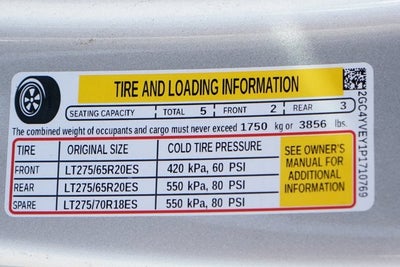 TIRE AND LOADING INFORMATION
SEATING CAPACITY TOTAL 5 FRONT 2 REAR 3
The combined weight of occupants and cargo must never exceed 1750 kg or 3856 lbs.
TIRE ORIGINAL SIZE COLD TIRE PRESSURE
FRONT LT275/65R20ES 420 kPa, 60 PSI
REAR LT275/65R20ES 550 kPa, 80 PSI
SPARE LT275/70R18ES 550 kPa, 80 PSI
SEE OWNER'S
MANUAL FOR
ADDITIONAL
INFORMATION
2GC4YVEY1P1710769